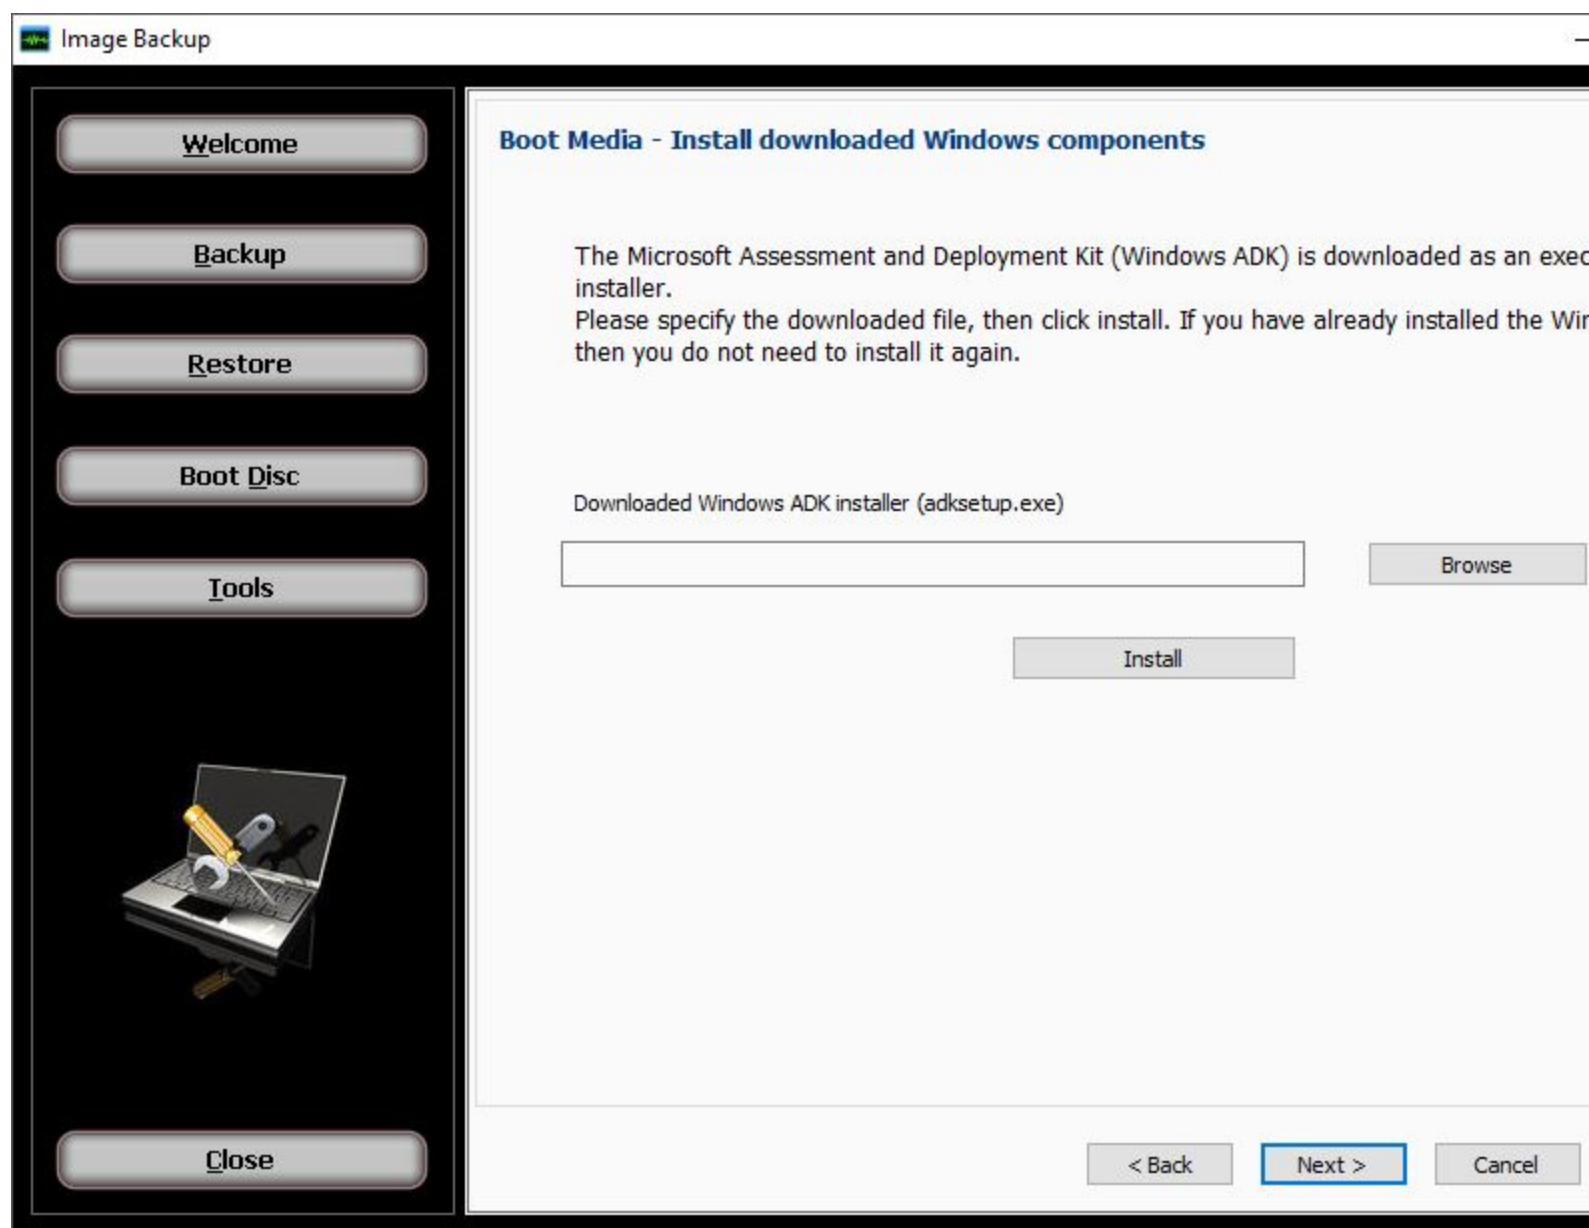 Image Backup
Welcome
Backup
Restore
Boot Disc
Tools
Close
Boot Media - Install downloaded Windows components
The Microsoft Assessment and Deployment Kit (Windows ADK) is downloaded as an
installer.
Please specify the downloaded file, then click install. If you have already installed the
then you do not need to install it again.
Downloaded Windows ADK installer (adksetup.exe)
Browse
Install
< Back
Next >
Cancel